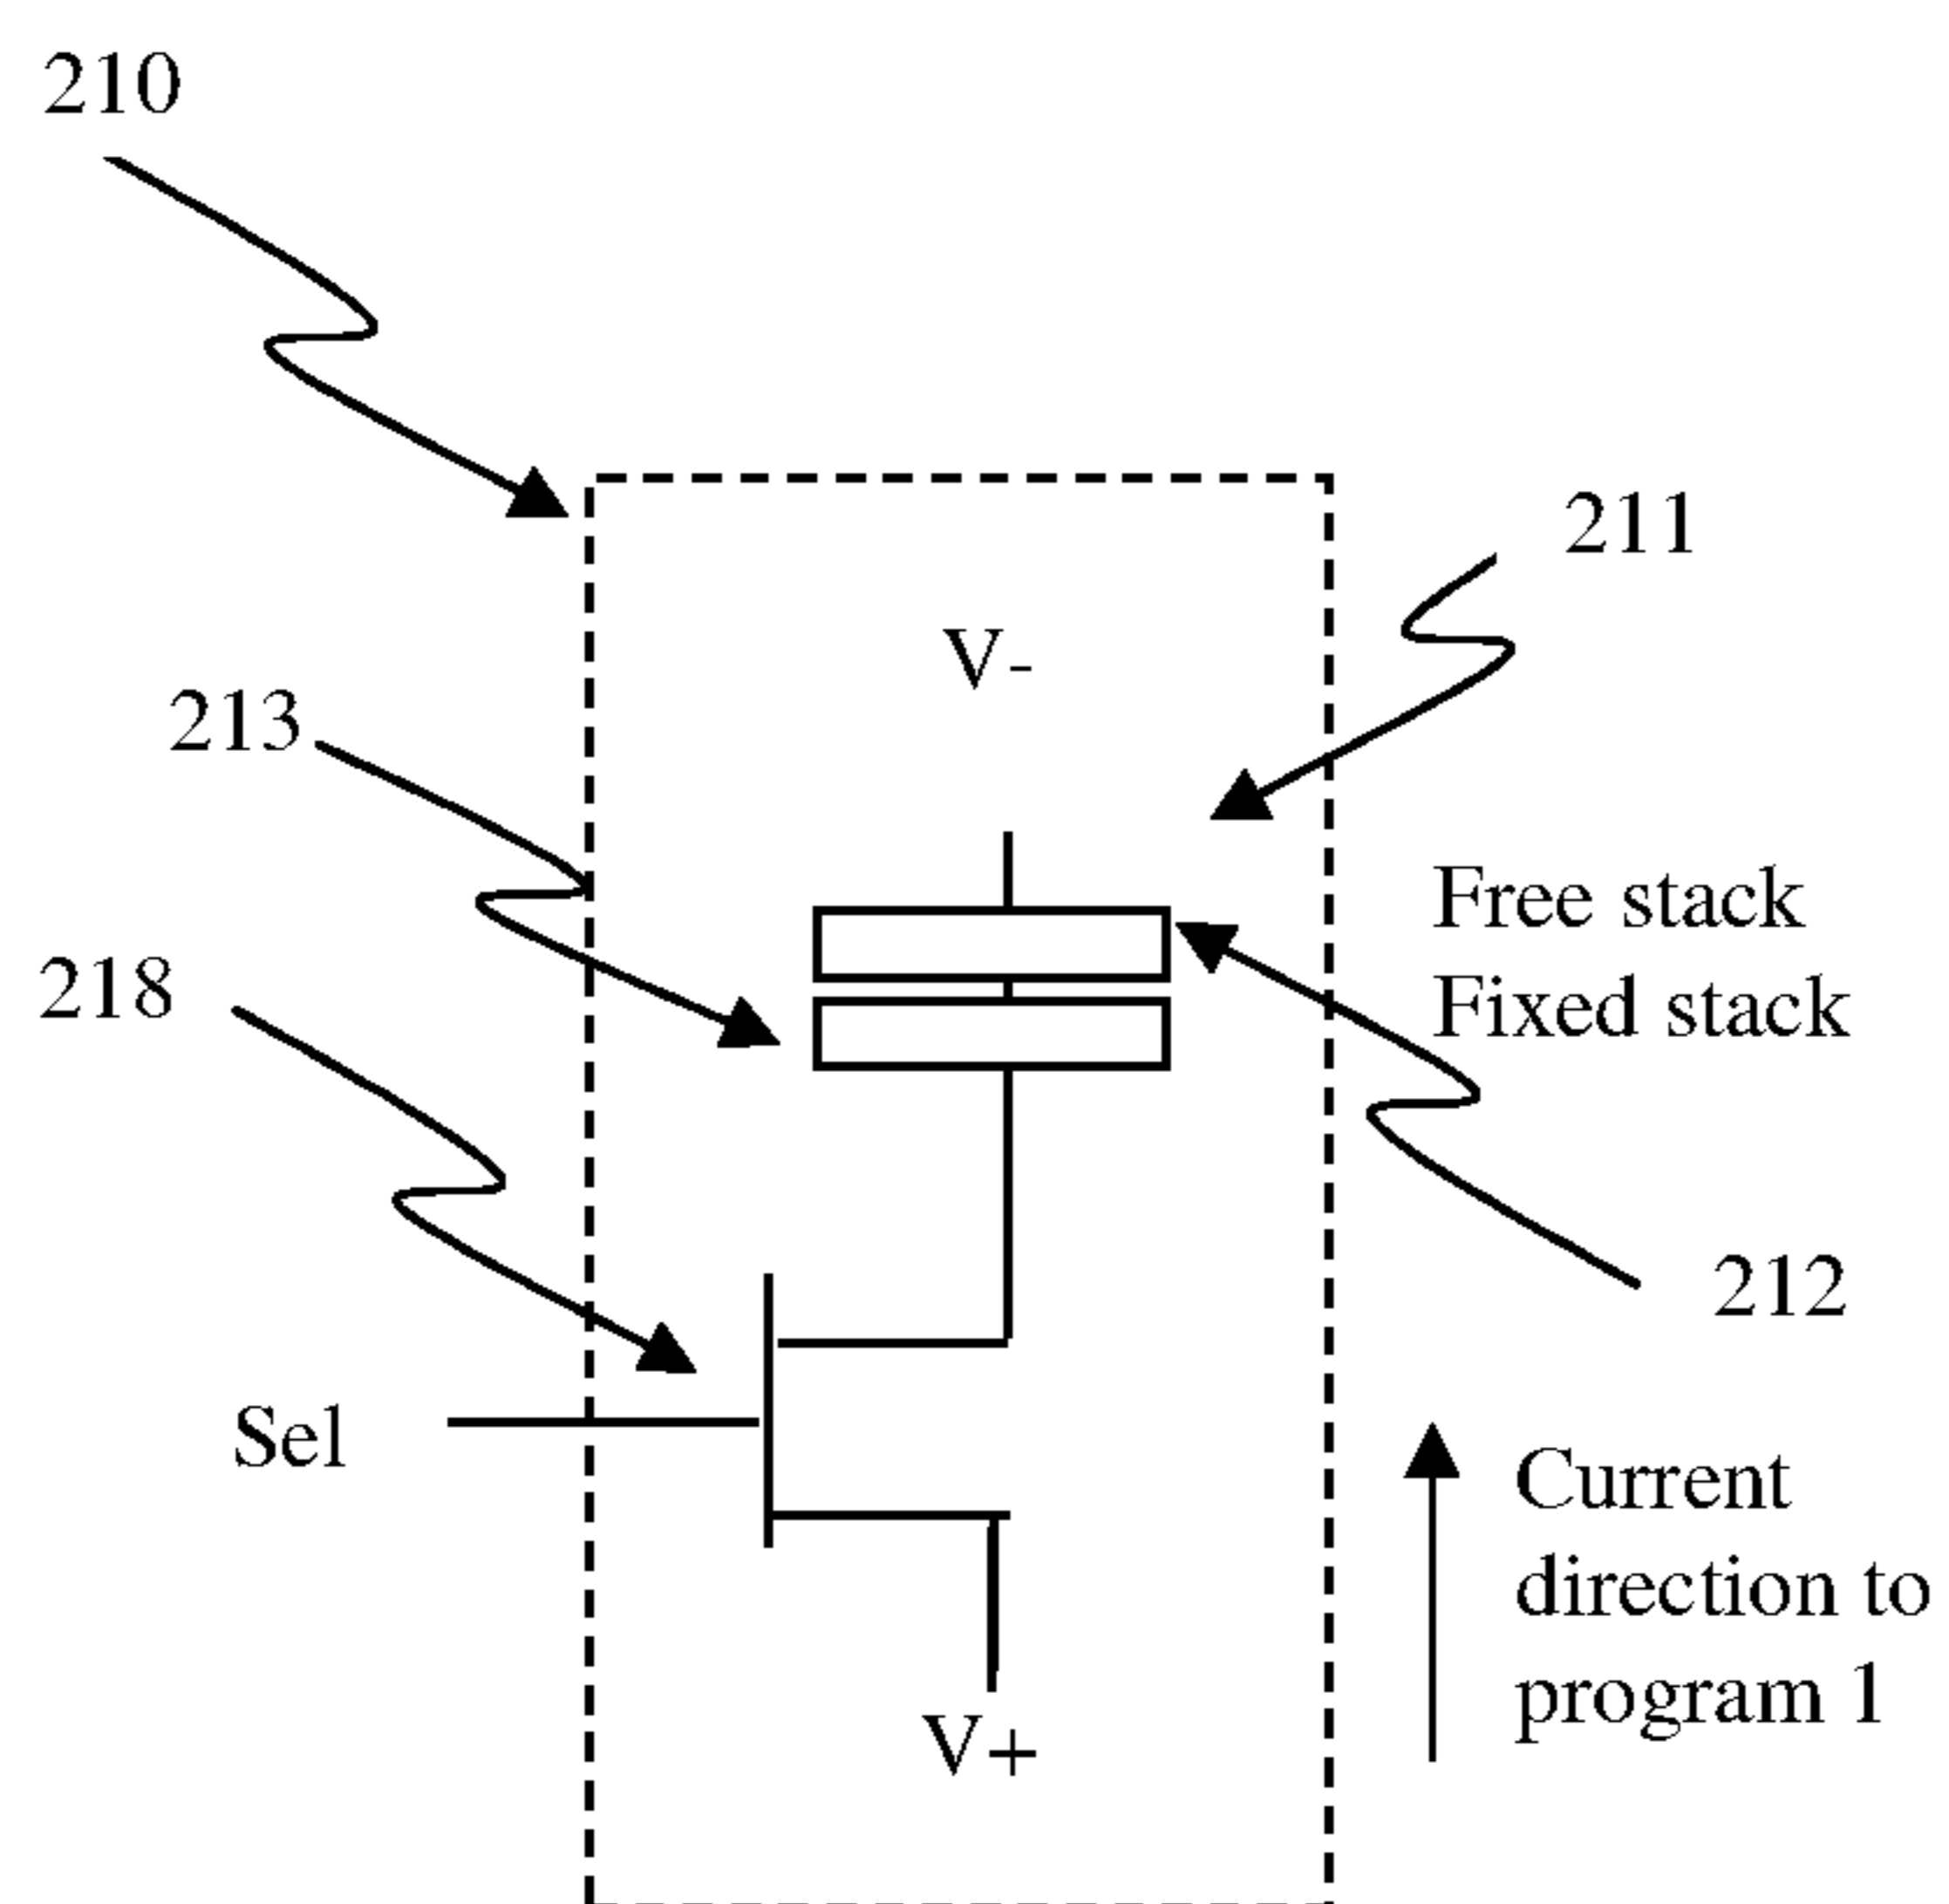 210
211
V-
213
Free stack
218
Fixed stack
212
Sel
Current
direction to
program 1
V+